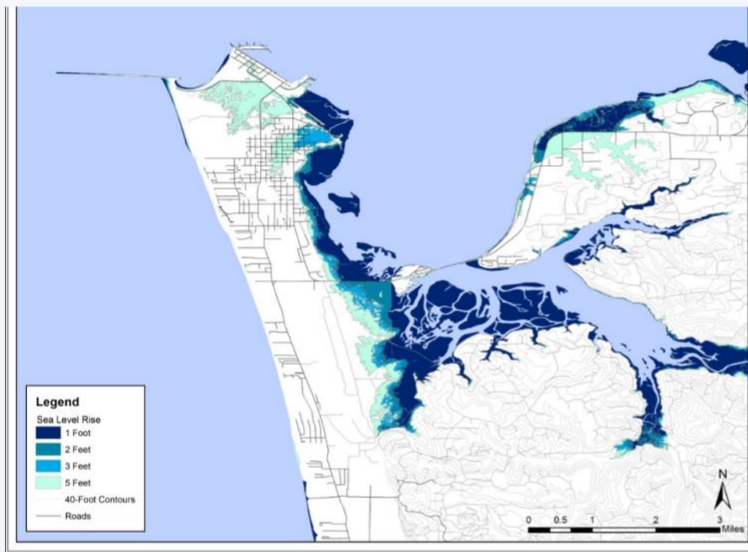 Legend
Sea Level Rise
1 Foot
2 Feet
3 Feet
5 Feet
40-Foot Contours
Roads
N
0 0.5 1 2 3
Miles